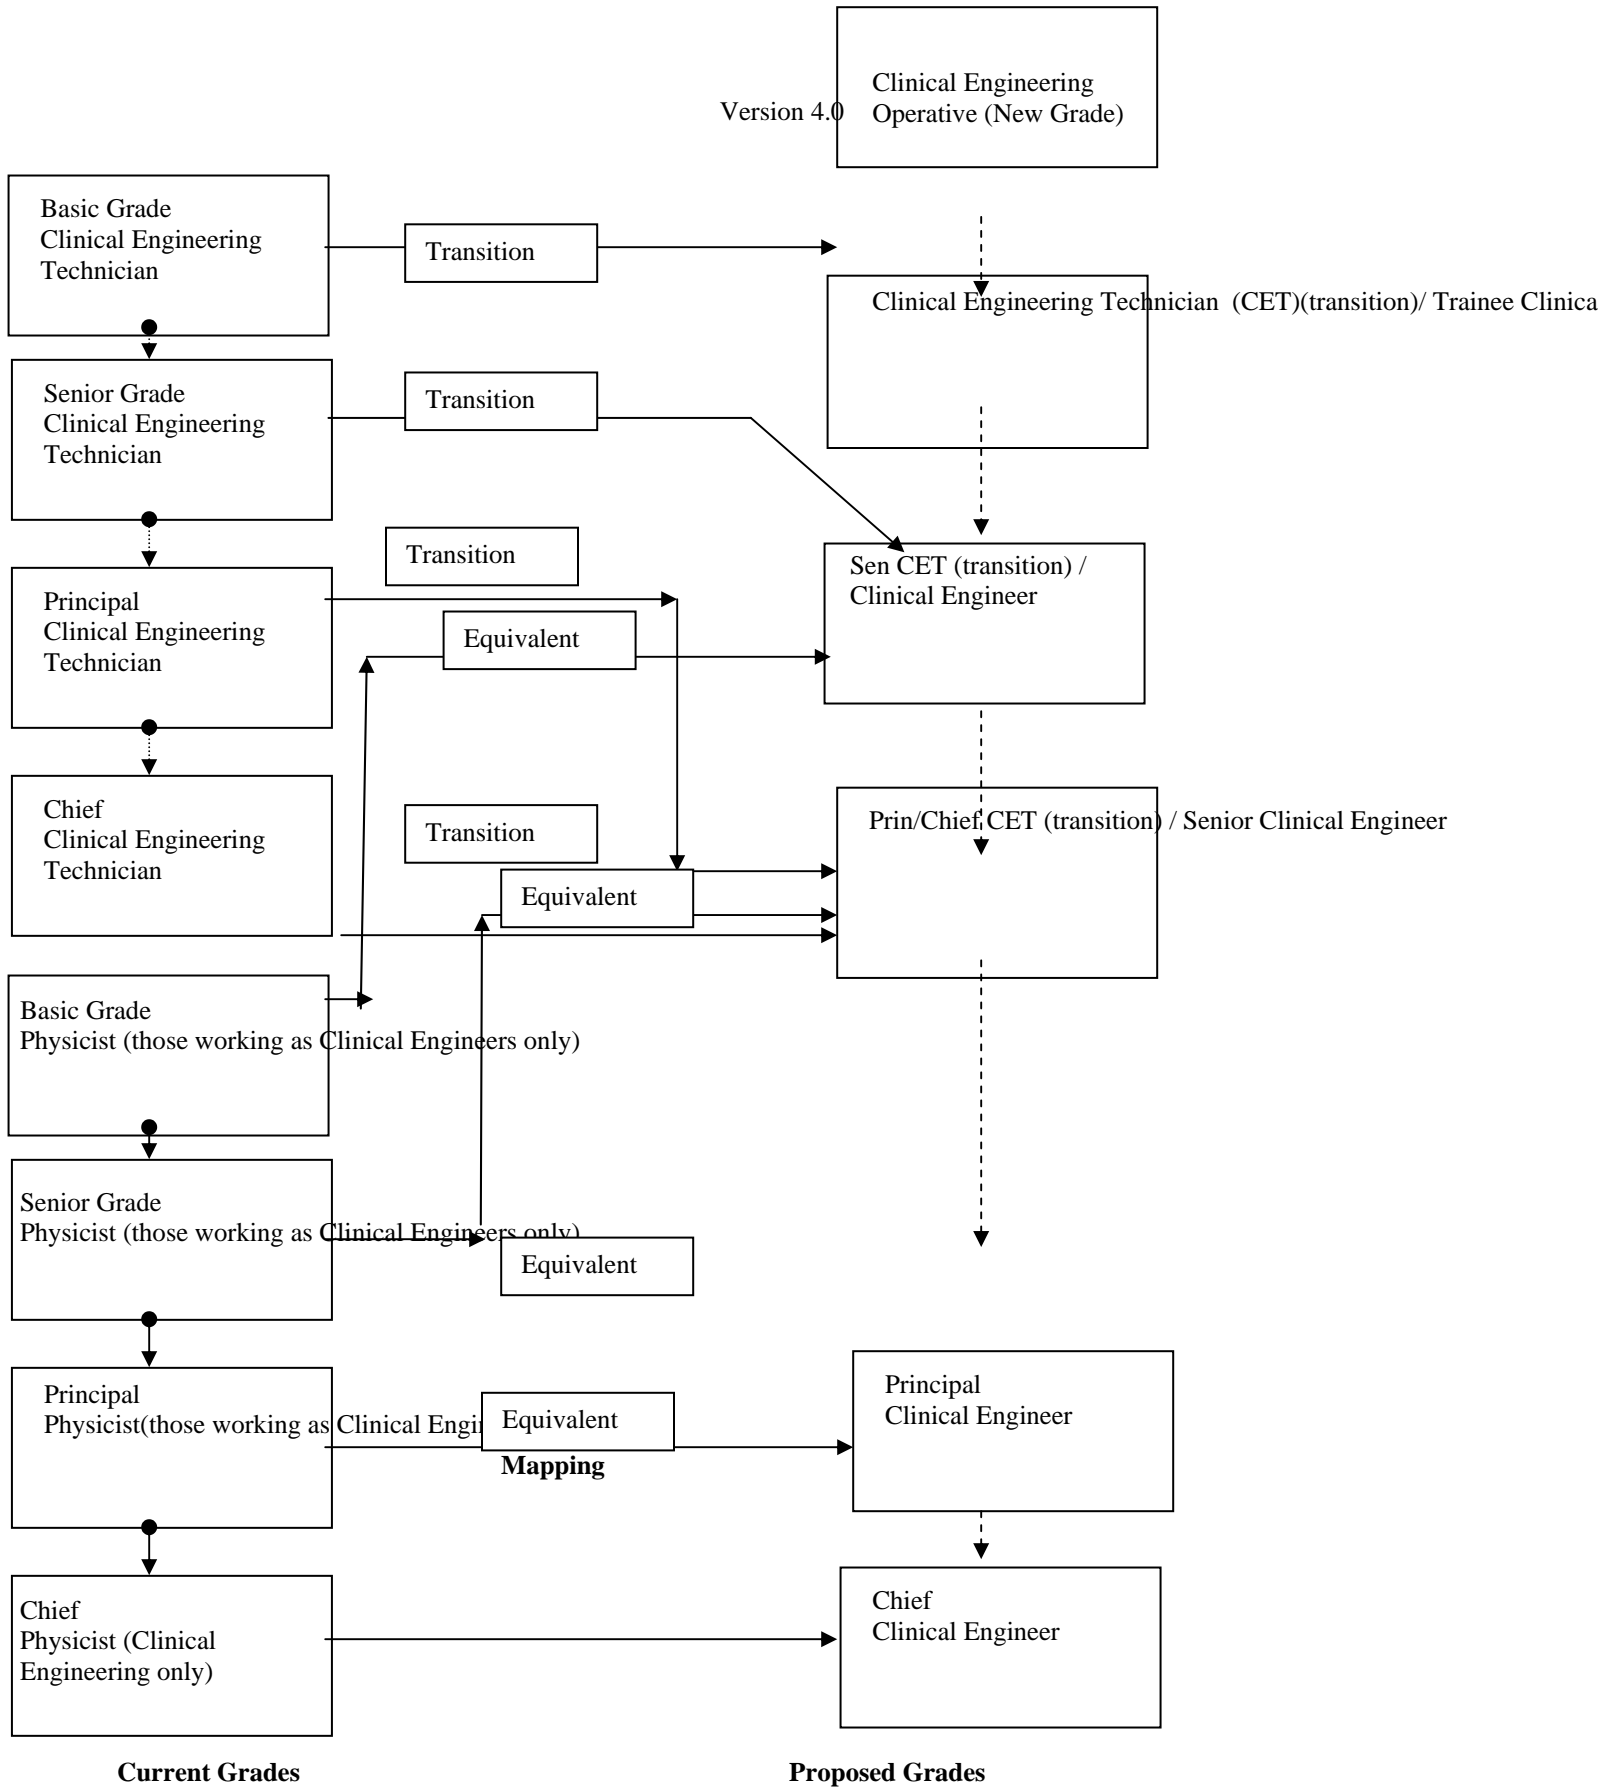 Clinical Engineering
Operative (New Grade)
Version 4.0
Basic Grade
Clinical Engineering
Technician
Transition
Clinical Engineering Technician  (CET)(transition)/ Trainee Clinica
Senior Grade
Clinical Engineering
Technician
Transition
Transition
Sen CET (transition) /
Clinical Engineer
Principal
Clinical Engineering
Technician
Equivalent
Chief
Clinical Engineering
Technician
Transition
Prin/Chief CET (transition) / Senior Clinical Engineer
Equivalent
Basic Grade
Physicist (those working as Clinical Engineers only)
Senior Grade
Physicist (those working as Clinical Engineers only)
Equivalent
Principal
Physicist(those working as Clinical Engi
Equivalent
Mapping
Principal
Clinical Engineer
Chief
Physicist (Clinical
Engineering only)
Chief
Clinical Engineer
Current Grades
Proposed Grades